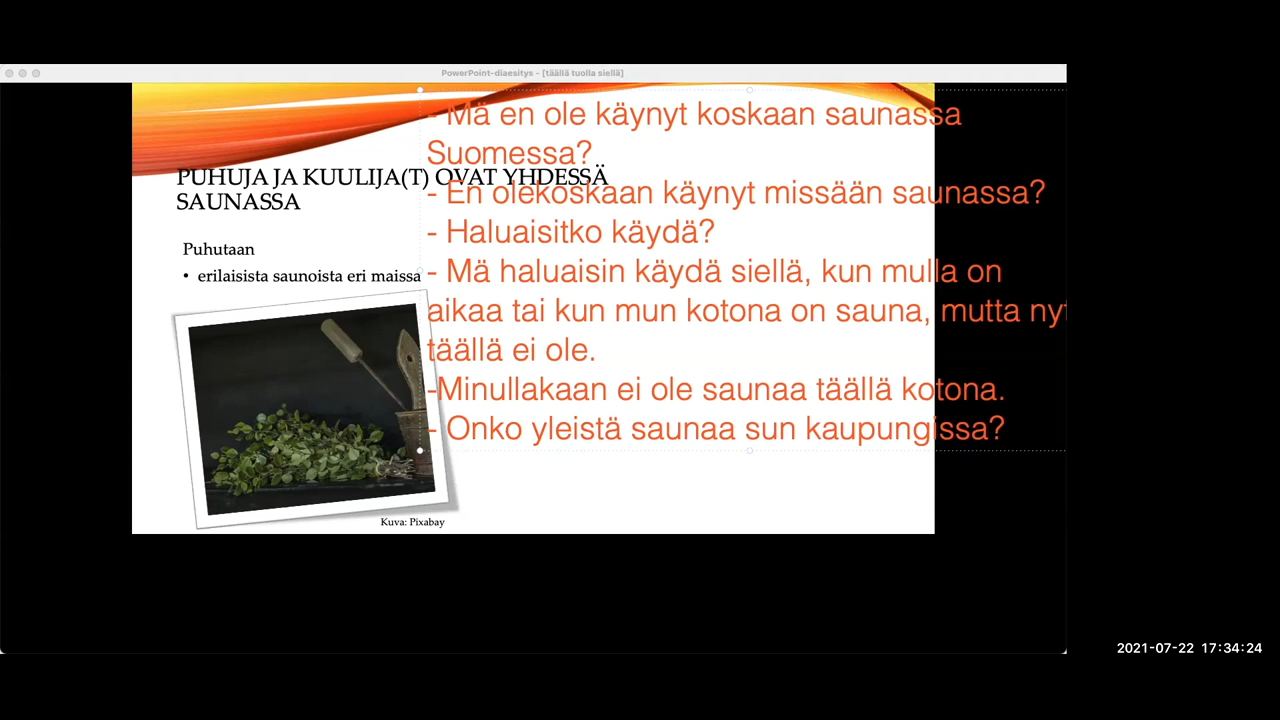 PowerPoint-diaesitys - [täällä tuolla siellä]
PUHUJA JA KUULIJA(T) OVAT YHDESSÄ
SAUNASSA
Puhutaan
• erilaisista saunoista eri maissa
Kuva: Pixabay
- Mä en ole käynyt koskaan saunassa
Suomessa?
- En olekoskaan käynyt missään saunassa?
- Haluaisitko käydä?
- Mä haluaisin käydä siellä, kun mulla on
aikaa tai kun mun kotona on sauna, mutta nyt
täällä ei ole.
-Minullakaan ei ole saunaa täällä kotona.
- Onko yleistä saunaa sun kaupungissa?
2021-07-22 17:34:24